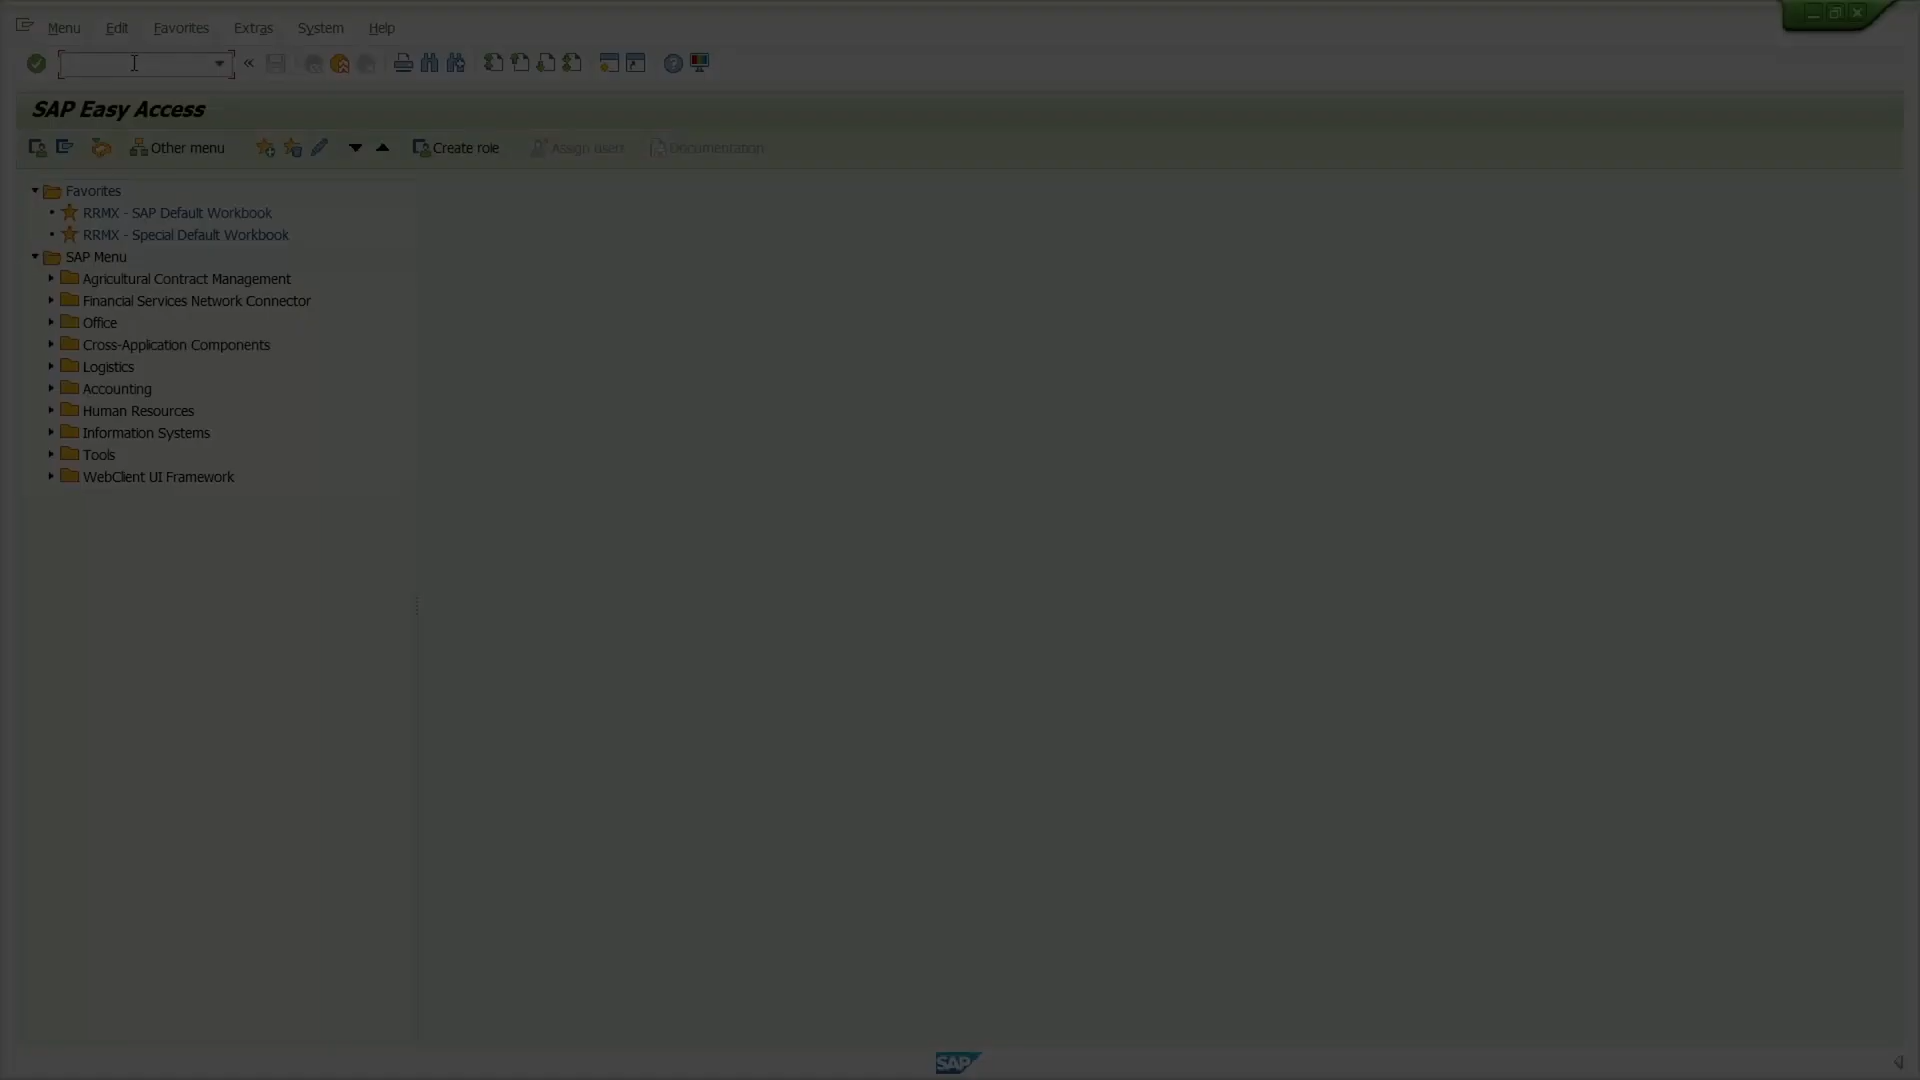 Menu Edit Favorites Extras System Help
SAP Easy Access
Other menu Create role Assign users Documentation
Favorites
RRMX - SAP Default Workbook
RRMX - Special Default Workbook
SAP Menu
Agricultural Contract Management
Financial Services Network Connector
Office
Cross-Application Components
Logistics
Accounting
Human Resources
Information Systems
Tools
WebClient UI Framework
SAP